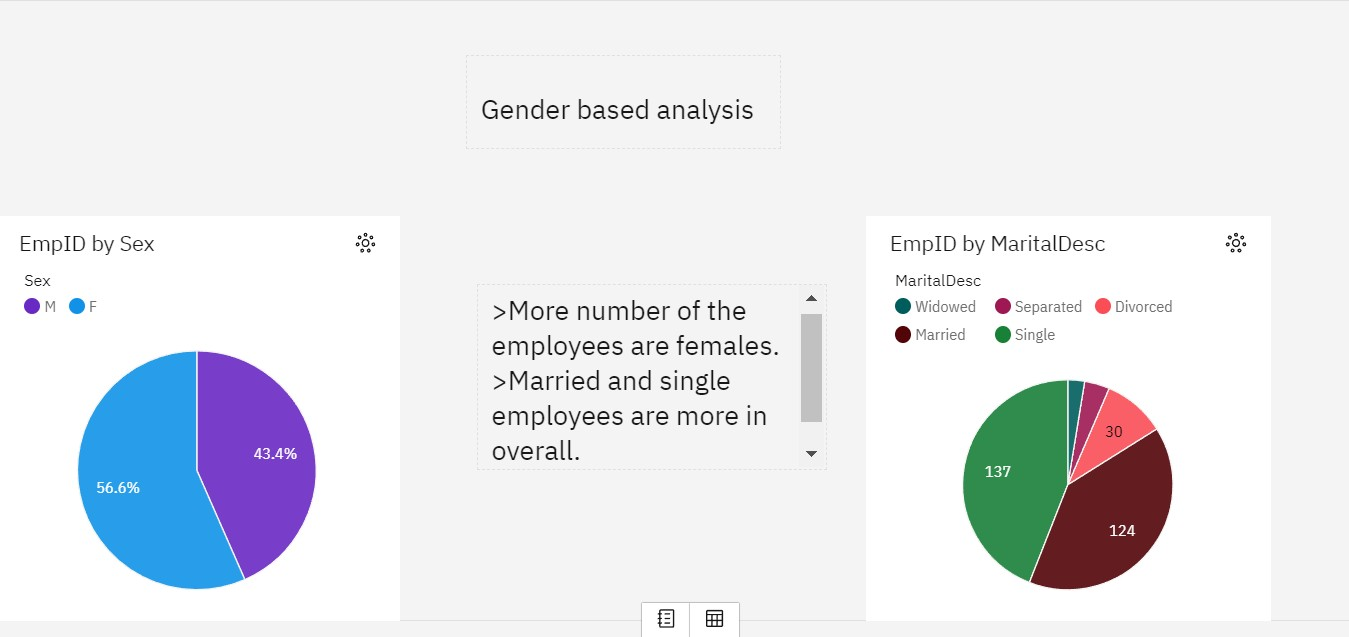 Gender based analysis
EmpID by Sex
Sex
M F
43.4%
56.6%
>More number of the
employees are females.
>Married and single
employees are more in
overall.
EmpID by MaritalDesc
MaritalDesc
Widowed Separated Divorced
Married Single
30
137
124